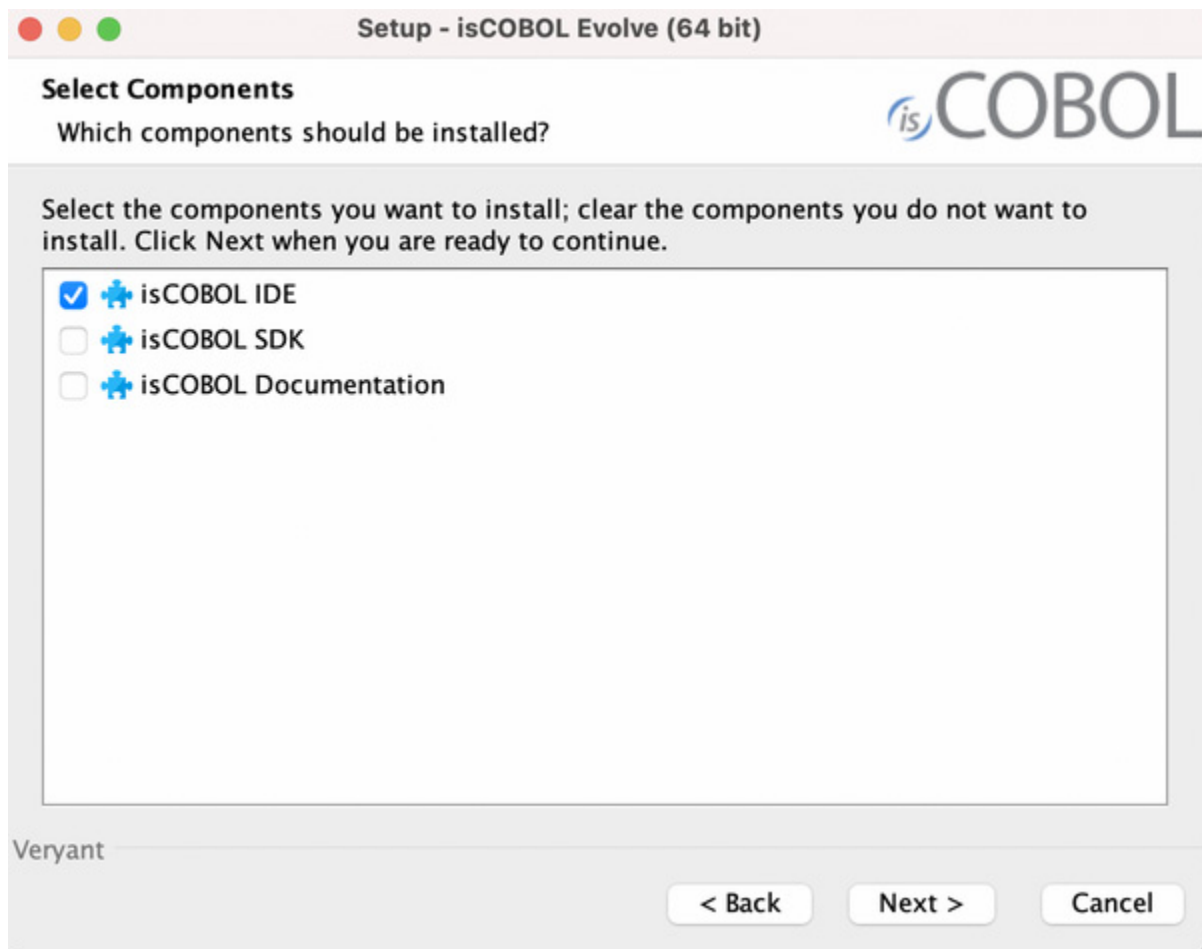 Setup - isCOBOL Evolve (64 bit)
Select Components
Which components should be installed?
isCOBOL
Select the components you want to install; clear the components you do not want to
install. Click Next when you are ready to continue.
isCOBOL IDE
isCOBOL SDK
isCOBOL Documentation
Veryant
< Back
Next >
Cancel